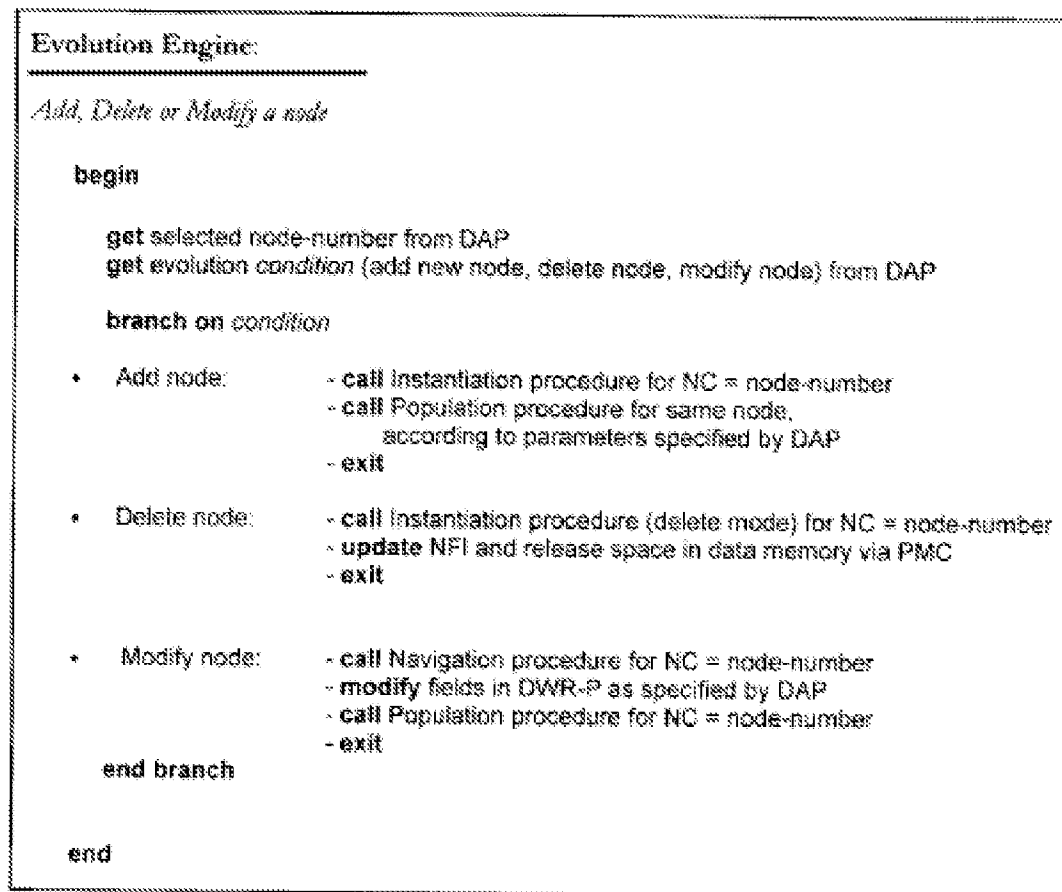 Evolution Engine:
Add, Delete or Modify a node
begin
get selected node-number from DAP
get evolution condition (add new node, delete node, modify node) from DAP
branch on condition
• Add node: - call Instantiation procedure for NC = node-number
- call Population procedure for same node,
according to parameters specified by DAP
- exit
• Delete node: - call Instantiation procedure (delete mode) for NC = node-number
- update NFI and release space in data memory via PMC
- exit
• Modify node: - call Navigation procedure for NC = node-number
- modify fields in DWR-P as specified by DAP
- call Population procedure for NC = node-number
- exit
end branch
end